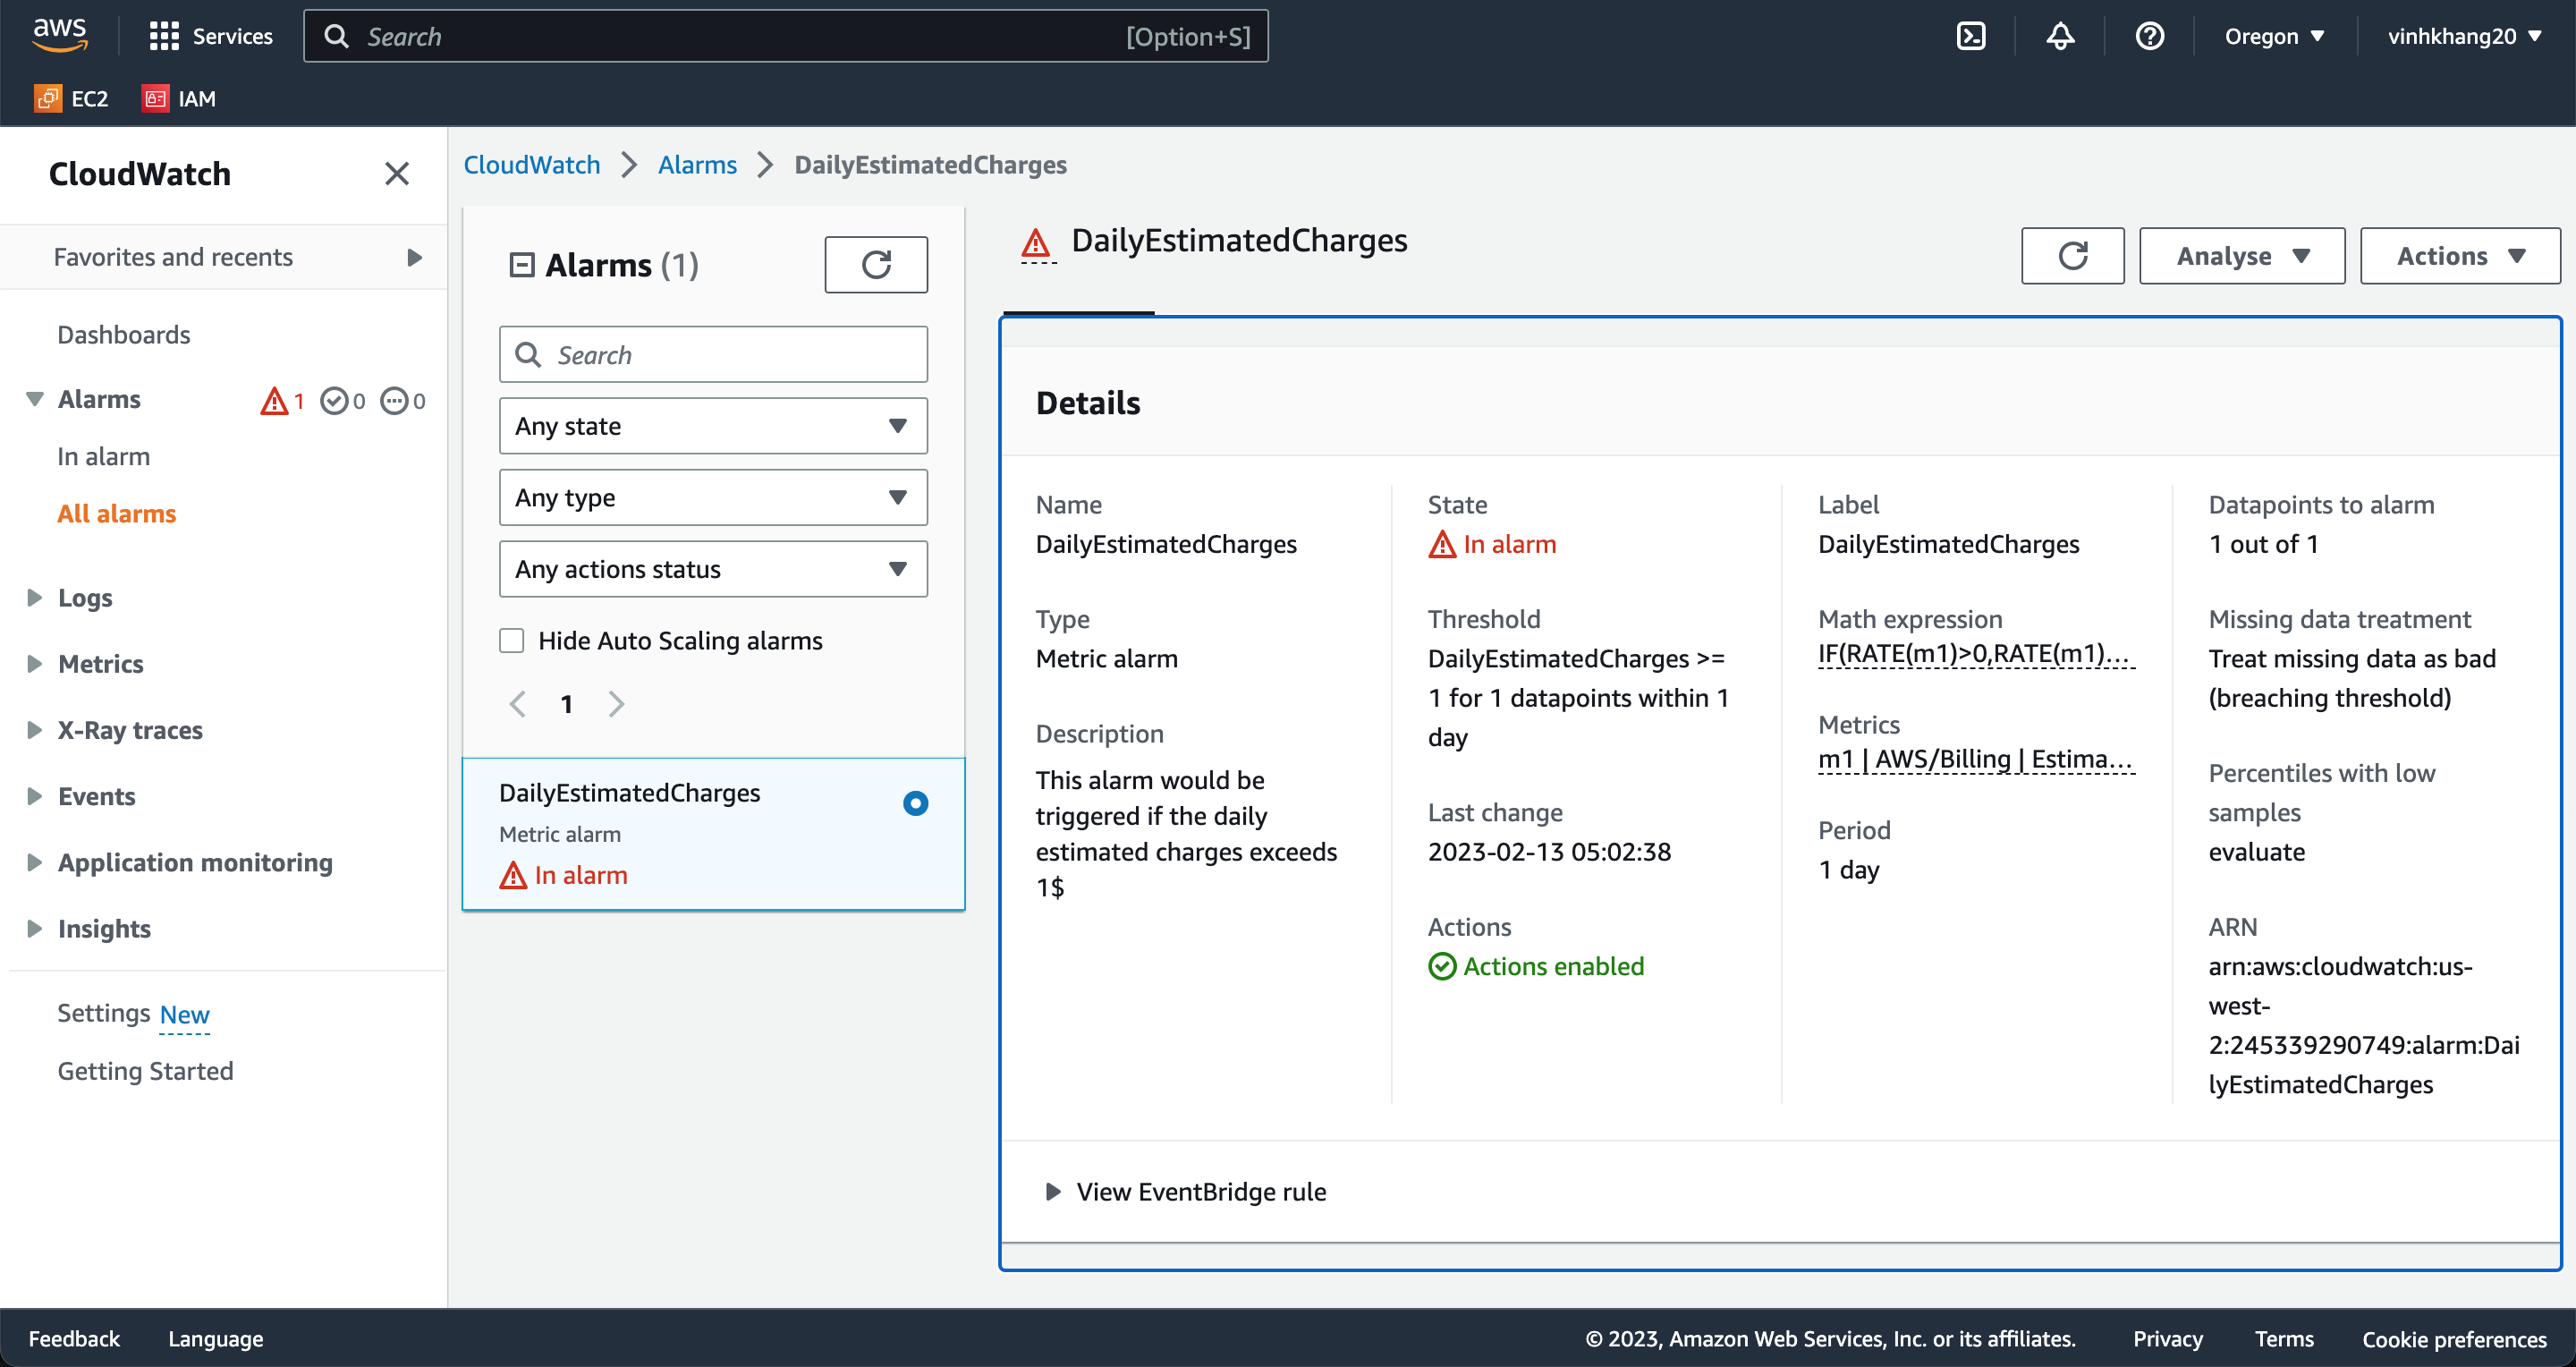 aws
Services
Search
[Option+S]
Oregon
vinhkhang20
EC2
IAM
CloudWatch
Favorites and recents
Dashboards
Alarms
1
0
0
In alarm
All alarms
Logs
Metrics
X-Ray traces
Events
Application monitoring
Insights
Settings New
Getting Started
CloudWatch
Alarms
DailyEstimatedCharges
Alarms (1)
Search
Any state
Any type
Any actions status
Hide Auto Scaling alarms
1
DailyEstimatedCharges
Metric alarm
In alarm
DailyEstimatedCharges
Analyse
Actions
Details
Name
DailyEstimatedCharges
Type
Metric alarm
Description
This alarm would be
triggered if the daily
estimated charges exceeds
1$
State
In alarm
Threshold
DailyEstimatedCharges >=
1 for 1 datapoints within 1
day
Last change
2023-02-13 05:02:38
Actions
Actions enabled
Label
DailyEstimatedCharges
Math expression
IF(RATE(m1)>0,RATE(m1)...
Metrics
m1 | AWS/Billing | Estima...
Period
1 day
Datapoints to alarm
1 out of 1
Missing data treatment
Treat missing data as bad
(breaching threshold)
Percentiles with low
samples
evaluate
ARN
arn:aws:cloudwatch:us-
west-
2:245339290749:alarm:Dai
lyEstimatedCharges
View EventBridge rule
Feedback
Language
© 2023, Amazon Web Services, Inc. or its affiliates.
Privacy
Terms
Cookie preferences